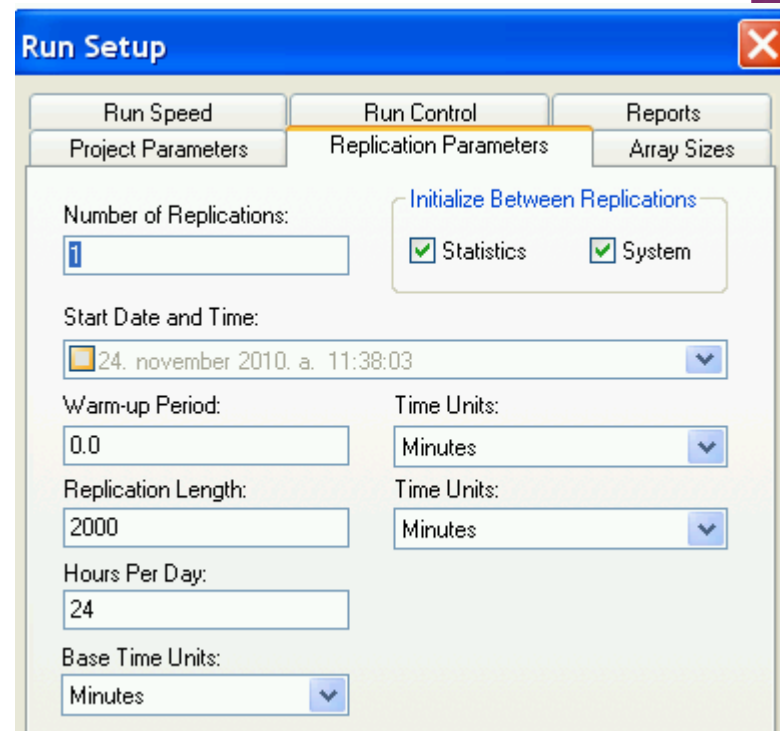 Run Setup
Run Speed Run Control Reports
Project Parameters Replication Parameters Array Sizes
Number of Replications: Initialize Between Replications
1 Statistics System
Start Date and Time:
24. november 2010. a. 11:38:03
Warm-up Period: Time Units:
0.0 Minutes
Replication Length: Time Units:
2000 Minutes
Hours Per Day:
24
Base Time Units:
Minutes